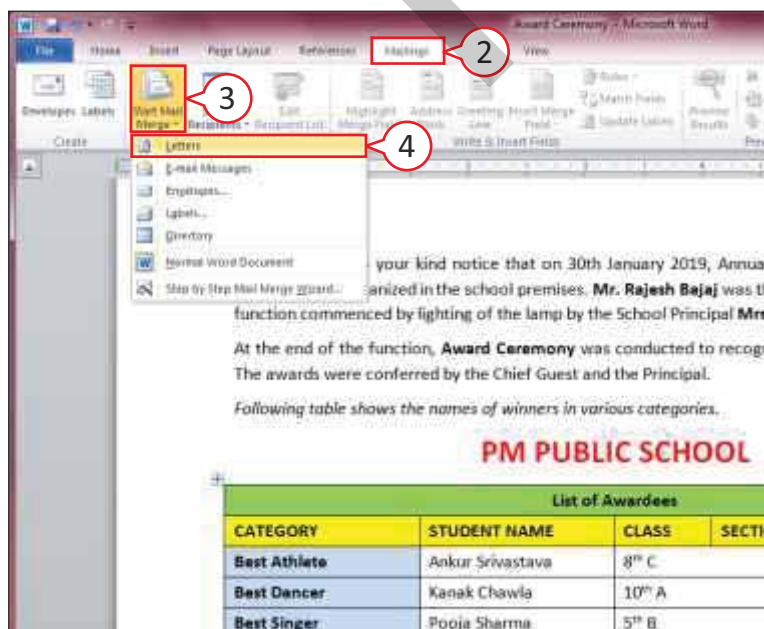 Award Ceremony - Microsoft Word
File Home Insert Page Layout References Mailings 2 View
Envelopes Labels Start Mail Merge 3 Recipients Edit Recipient List Highlight Merge Address Greeting Line Insert Merge Field Rules Match Fields Update Labels Preview Results
Create Write & Insert Fields
Letters 4
E-mail Messages
Envelopes...
Labels...
Directory
Normal Word Document
Step by Step Mail Merge Wizard...
your kind notice that on 30th January 2019, Annua
anized in the school premises. Mr. Rajesh Bajaj was th
function commenced by lighting of the lamp by the School Principal Mrs
At the end of the function, Award Ceremony was conducted to recog
The awards were conferred by the Chief Guest and the Principal.
Following table shows the names of winners in various categories.
PM PUBLIC SCHOOL
List of Awardees
CATEGORY STUDENT NAME CLASS SECTI
Best Athlete Ankur Srivastava 8th C
Best Dancer Kanak Chawla 10th A
Best Singer Pooja Sharma 5th B